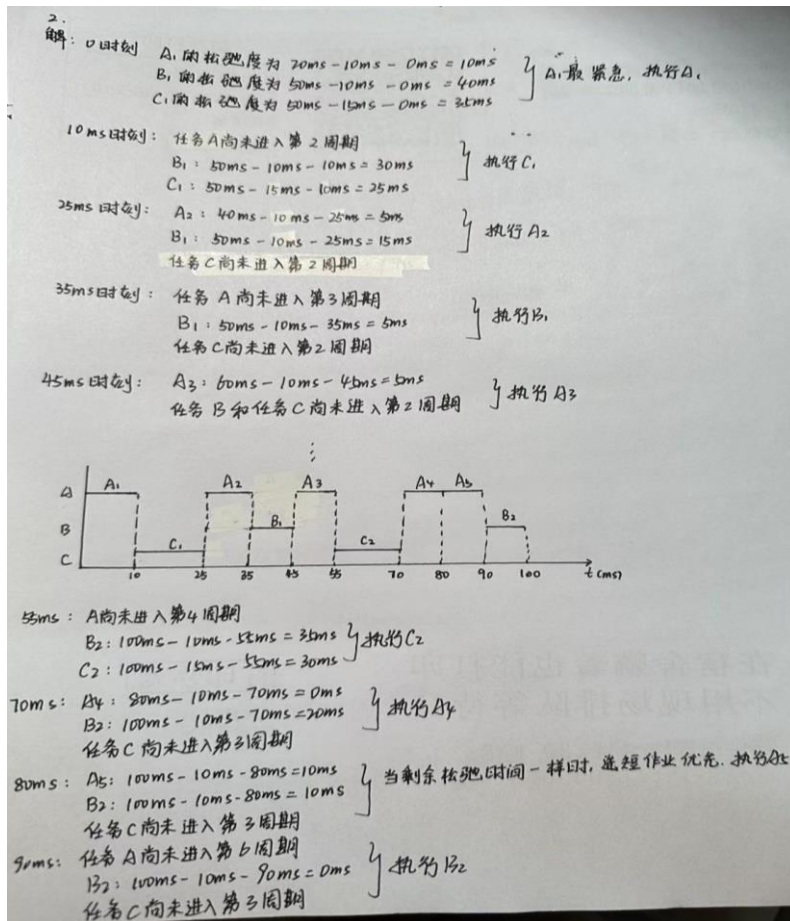 2.
解: 0时刻 A₁的松弛度为 20ms-10ms-0ms=10ms
B₁的松弛度为 50ms-10ms-0ms=40ms
C₁的松弛度为 50ms-15ms-0ms=35ms
} A₁最紧急, 执行A₁
10ms时刻: 任务A尚未进入第2周期
B₁: 50ms-10ms-10ms=30ms
C₁: 50ms-15ms-10ms=25ms
} 执行C₁
25ms时刻: A₂: 40ms-10ms-25ms=5ms
B₁: 50ms-10ms-25ms=15ms
任务C尚未进入第2周期
} 执行A2
35ms时刻: 任务A尚未进入第3周期
B₁: 50ms-10ms-35ms=5ms
任务C尚未进入第2周期
} 执行B₁
45ms时刻: A3: 60ms-10ms-45ms=5ms
任务B和任务C尚未进入第2周期
} 执行A3
⋮
A A₁ A2 A3 A4 A5
B B₁ B2
C C₁ C2
10 25 35 45 55 70 80 90 100 t(ms)
55ms: A尚未进入第4周期
B2: 100ms-10ms-55ms=35ms
C2: 100ms-15ms-55ms=30ms
} 执行C2
70ms: A4: 80ms-10ms-70ms=0ms
B2: 100ms-10ms-70ms=20ms
任务C尚未进入第3周期
} 执行A4
80ms: A5: 100ms-10ms-80ms=10ms
B2: 100ms-10ms-80ms=10ms
任务C尚未进入第3周期
} 当剩余松弛时间一样时, 选短作业优先. 执行A5
90ms: 任务A尚未进入第6周期
B2: 100ms-10ms-90ms=0ms
任务C尚未进入第3周期
} 执行B2